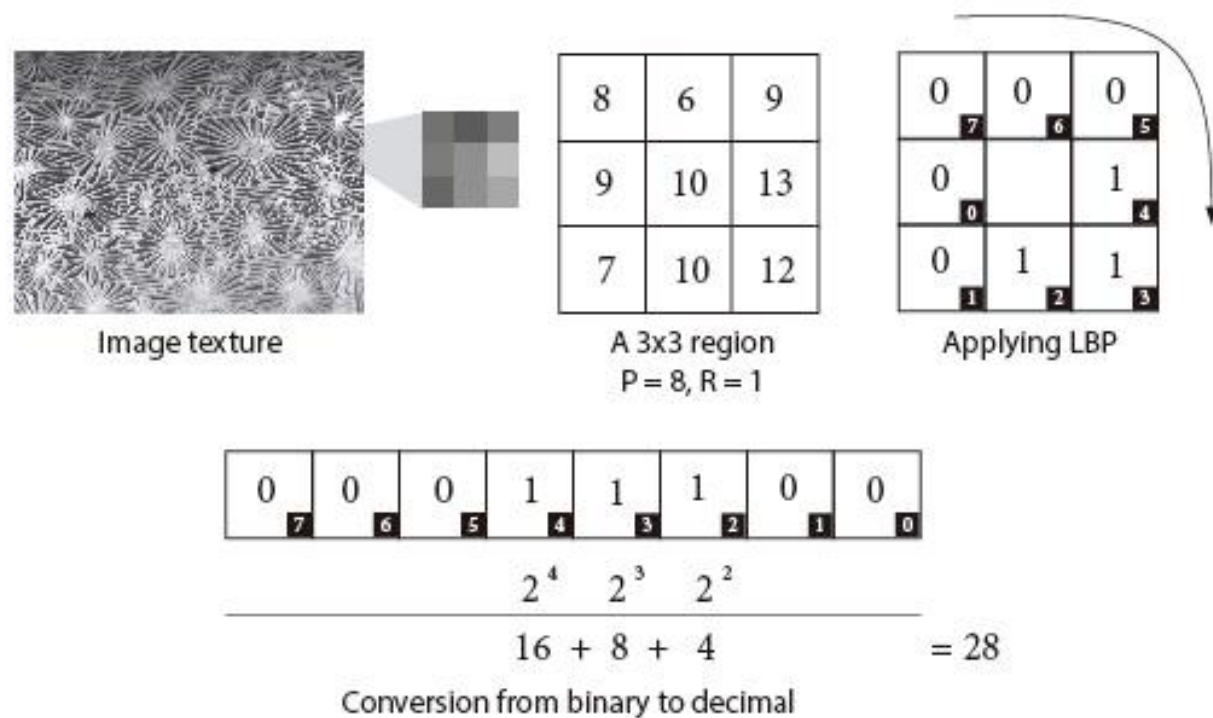 8 6 9
9 10 13
7 10 12
0 7 0 6 0 5
0 0 1 4
0 1 1 2 1 3
Image texture
A 3x3 region
P = 8, R = 1
Applying LBP
0 7 0 6 0 5 1 4 1 3 1 2 0 1 0 0
2⁴ 2³ 2²
16 + 8 + 4 = 28
Conversion from binary to decimal